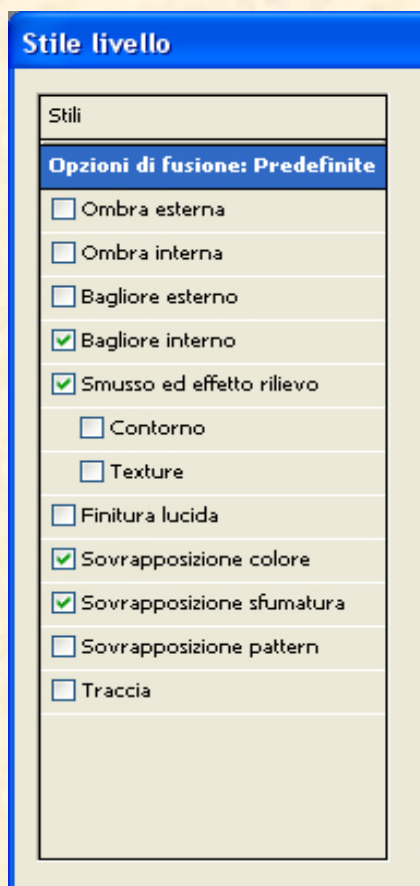 Stile livello
Stili
Opzioni di fusione: Predefinite
Ombra esterna
Ombra interna
Bagliore esterno
Bagliore interno
Smusso ed effetto rilievo
Contorno
Texture
Finitura lucida
Sovrapposizione colore
Sovrapposizione sfumatura
Sovrapposizione pattern
Traccia